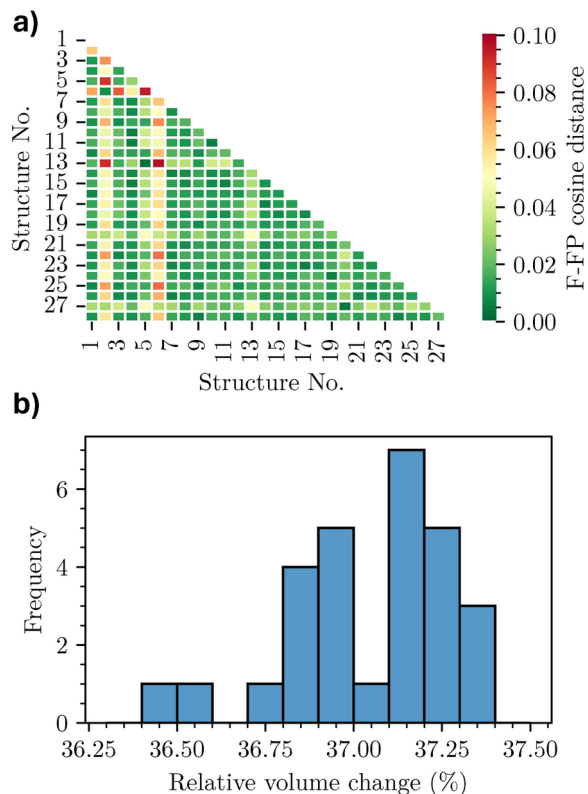 a)
1
3
5
7
9
11
13
15
17
19
21
23
25
27
Structure No.
1 3 5 7 9 11 13 15 17 19 21 23 25 27
Structure No.
0.10
0.08
0.06
0.04
0.02
0.00
F-FP cosine distance
b)
6
4
2
0
Frequency
36.25 36.50 36.75 37.00 37.25 37.50
Relative volume change (%)